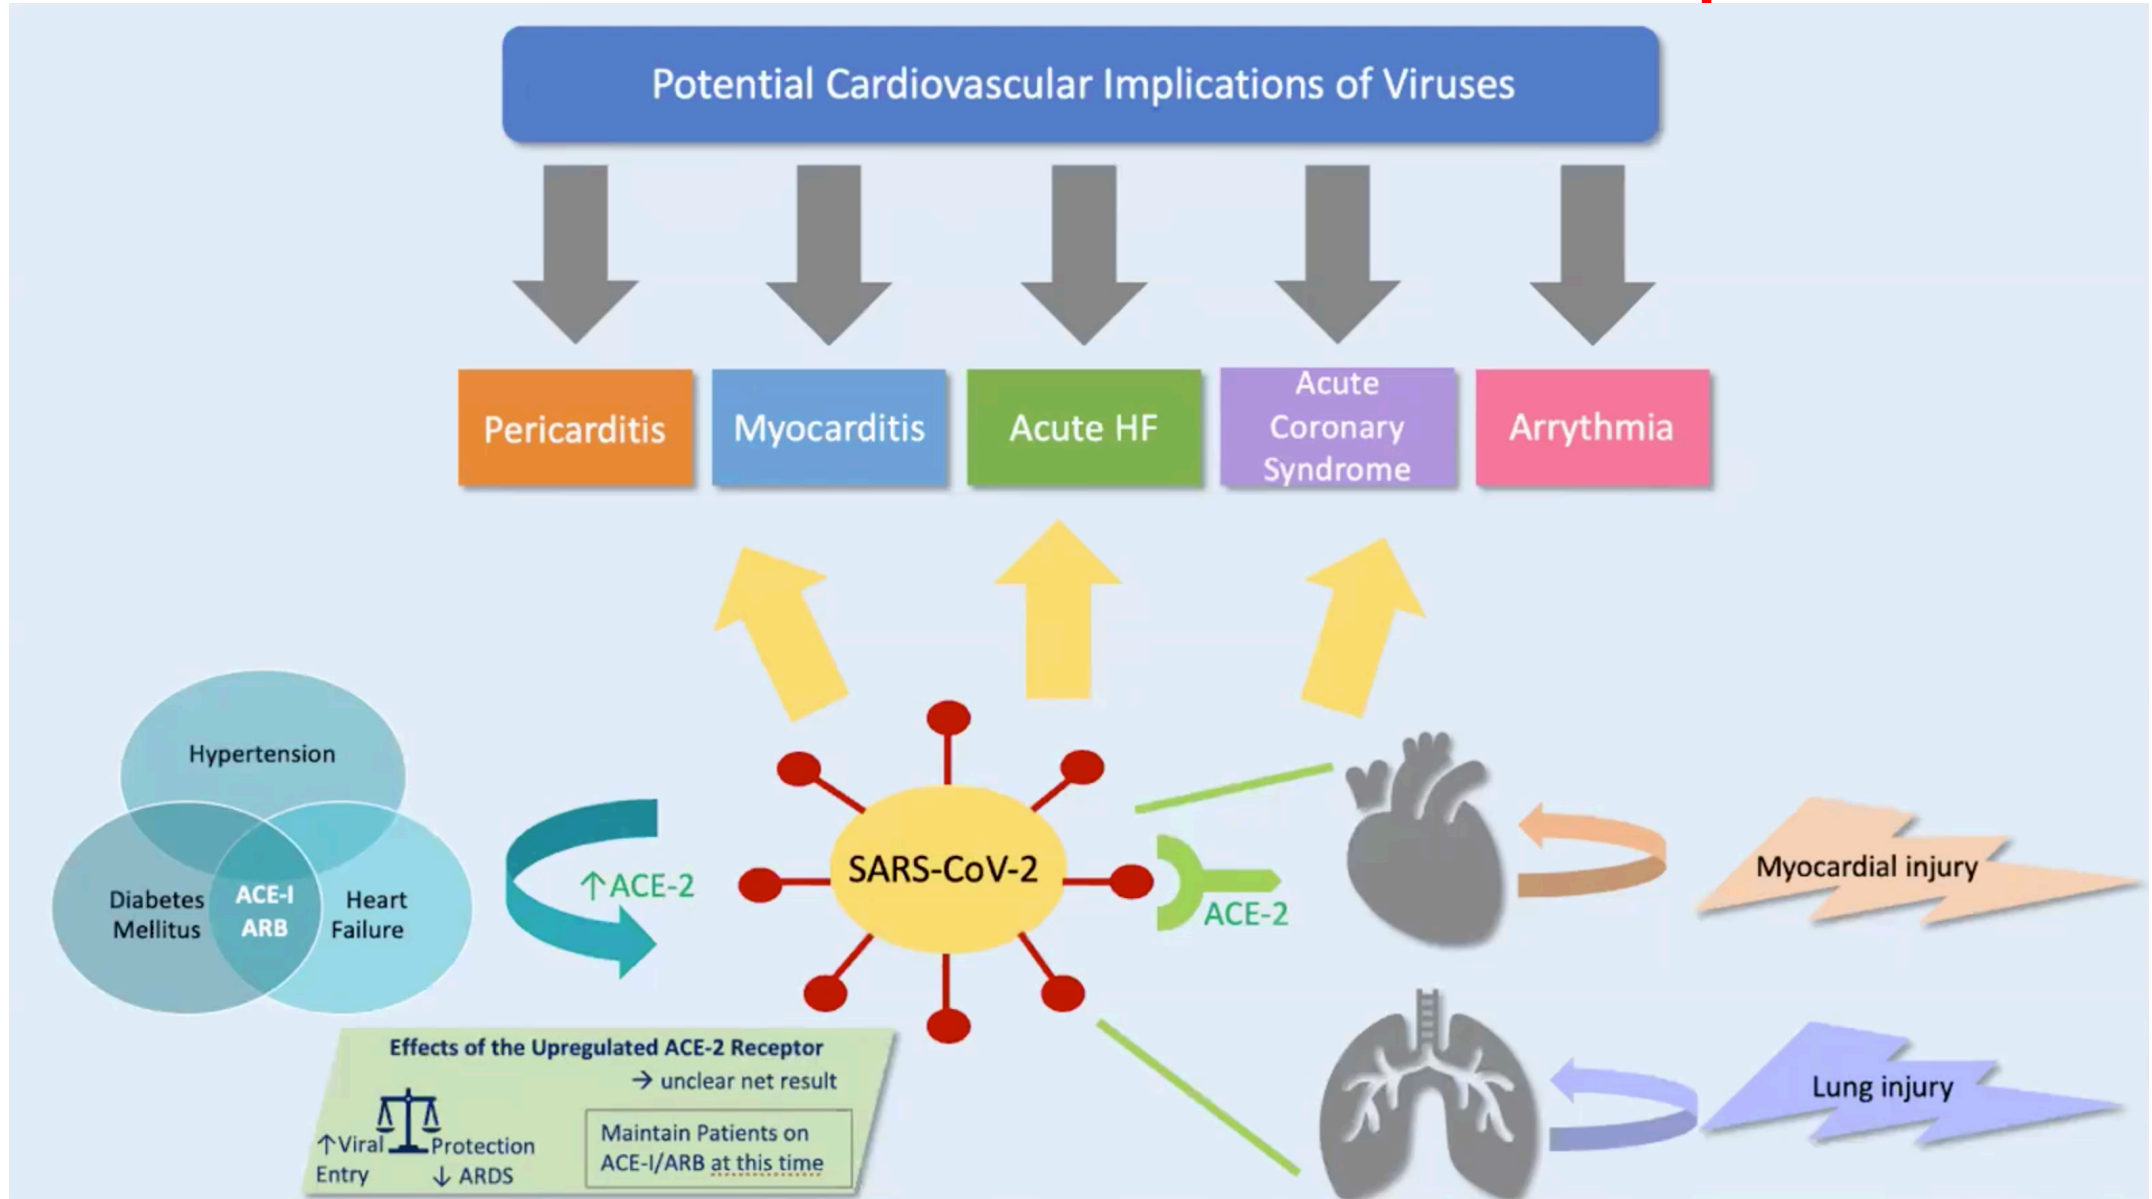 Potential Cardiovascular Implications of Viruses
Pericarditis
Myocarditis
Acute HF
Acute
Coronary
Syndrome
Arrythmia
Hypertension
Diabetes
Mellitus
ACE-I
ARB
Heart
Failure
↑ACE-2
SARS-CoV-2
ACE-2
Myocardial injury
Lung injury
Effects of the Upregulated ACE-2 Receptor
→ unclear net result
↑Viral
Entry
Protection
↓ ARDS
Maintain Patients on
ACE-I/ARB at this time